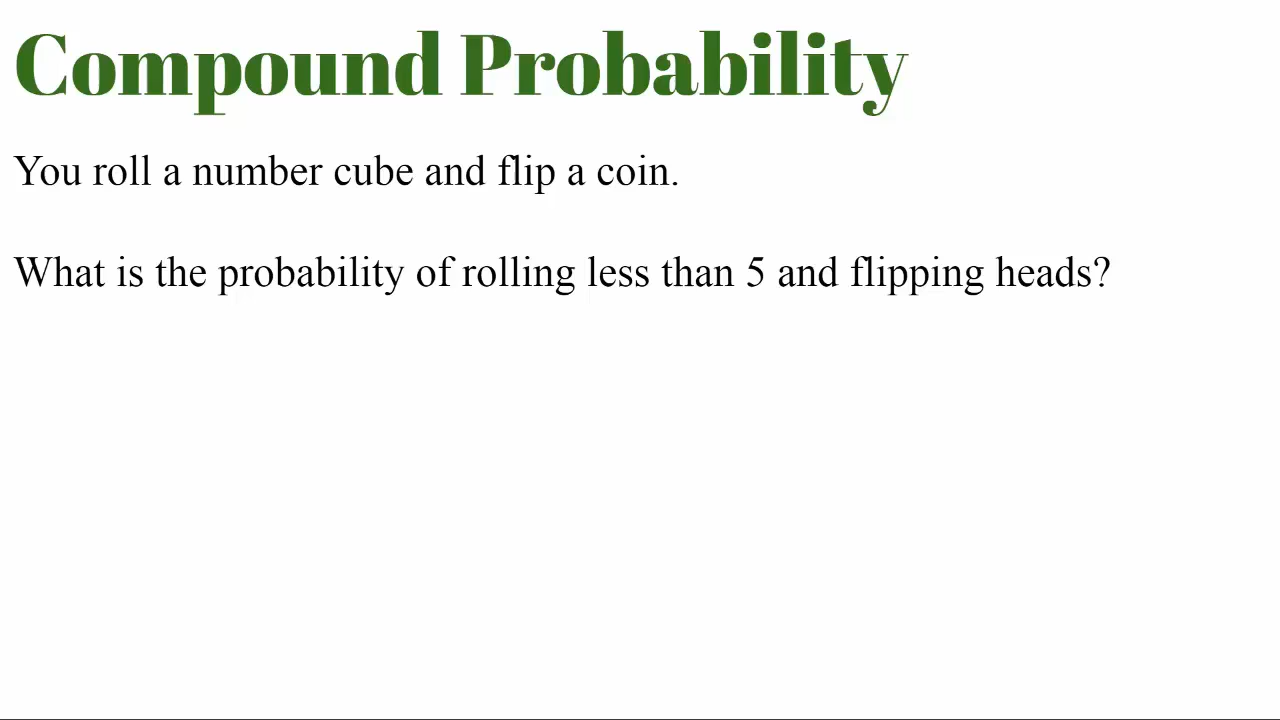 Compound Probability
You roll a number cube and flip a coin.
What is the probability of rolling less than 5 and flipping heads?